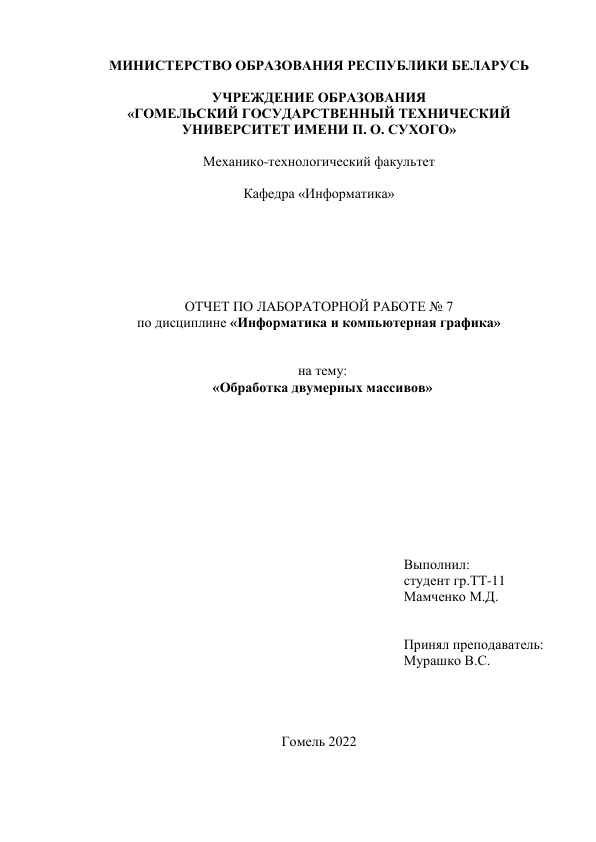 МИНИСТЕРСТВО ОБРАЗОВАНИЯ РЕСПУБЛИКИ БЕЛАРУСЬ
УЧРЕЖДЕНИЕ ОБРАЗОВАНИЯ
«ГОМЕЛЬСКИЙ ГОСУДАРСТВЕННЫЙ ТЕХНИЧЕСКИЙ
УНИВЕРСИТЕТ ИМЕНИ П. О. СУХОГО»
Механико-технологический факультет
Кафедра «Информатика»
ОТЧЕТ ПО ЛАБОРАТОРНОЙ РАБОТЕ № 7
по дисциплине «Информатика и компьютерная графика»
на тему:
«Обработка двумерных массивов»
Выполнил:
студент гр.ТТ-11
Мамченко М.Д.
Принял преподаватель:
Мурашко В.С.
Гомель 2022